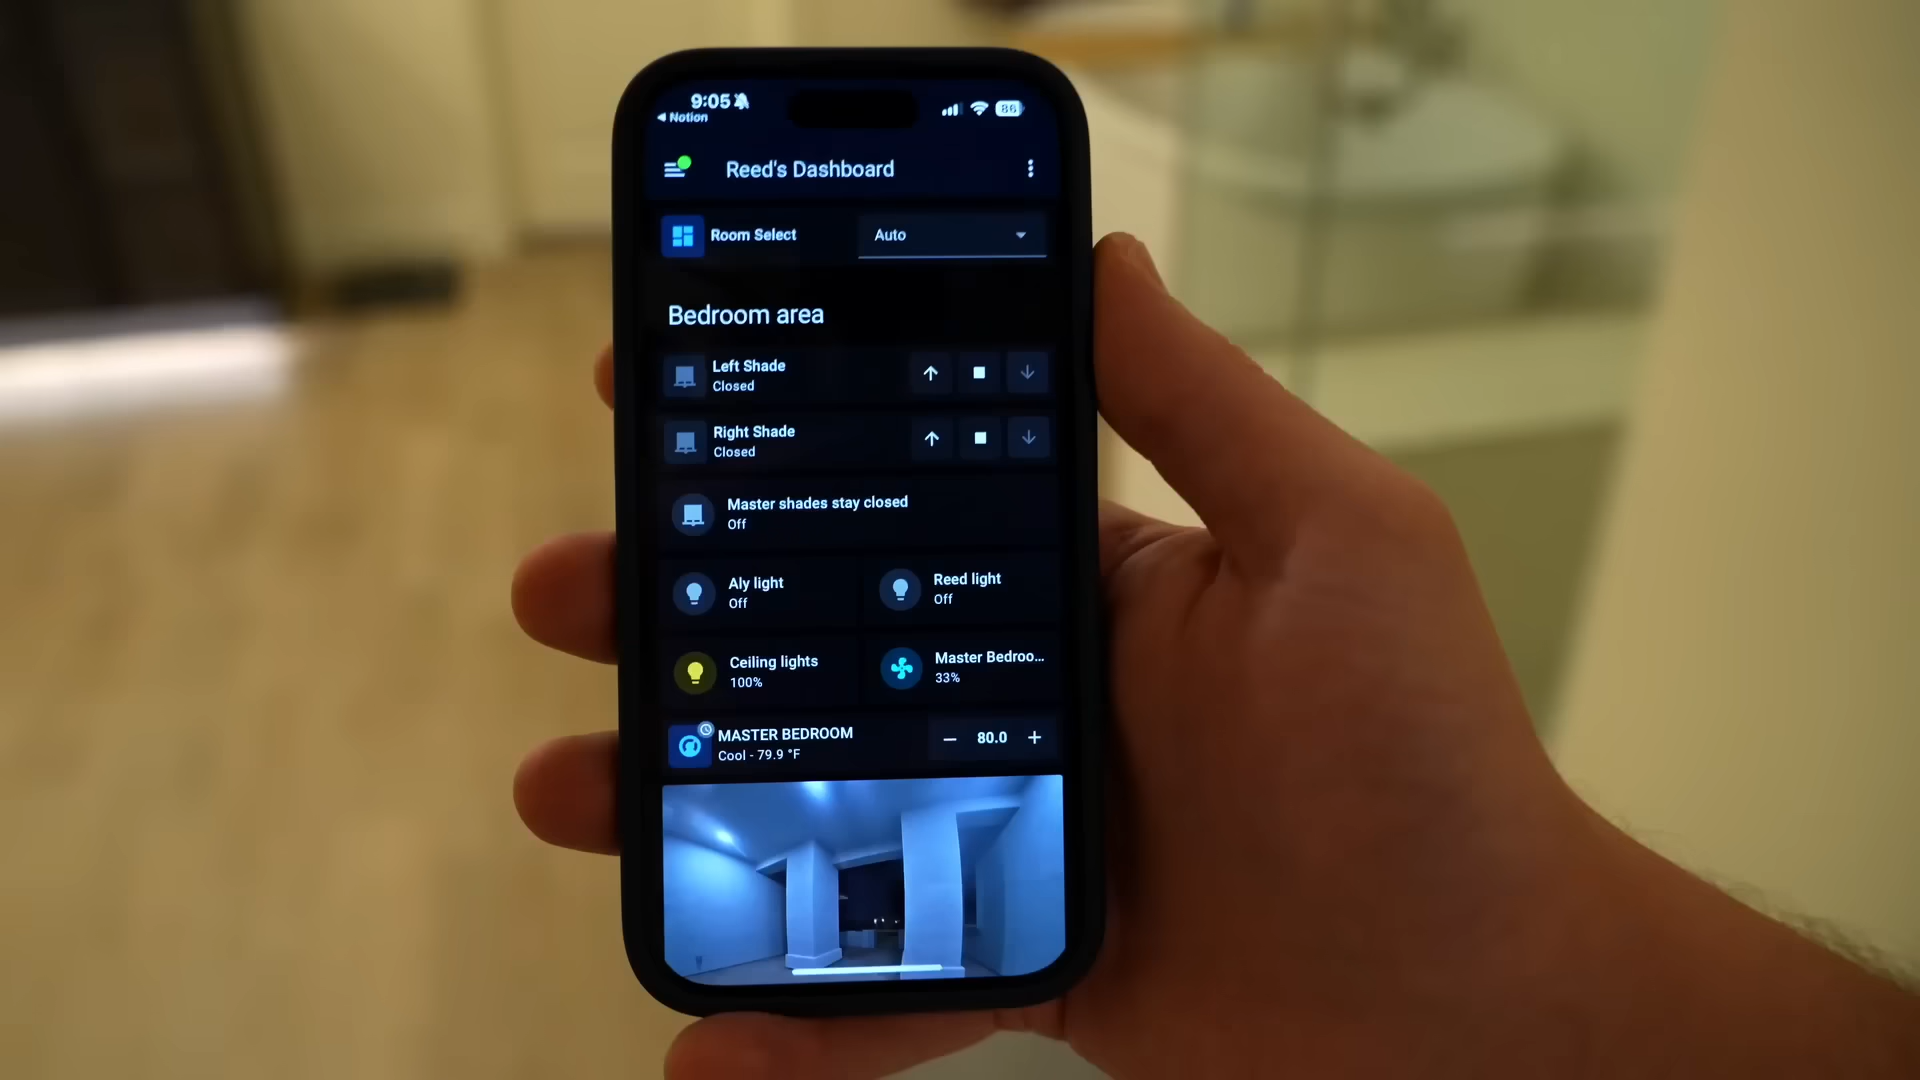 9:05
86
◀ Notion
Reed's Dashboard
Room Select
Auto
Bedroom area
Left Shade
Closed
Right Shade
Closed
Master shades stay closed
Off
Aly light
Off
Reed light
Off
Ceiling lights
100%
Master Bedroo...
33%
MASTER BEDROOM
Cool - 79.9 °F
− 80.0 +